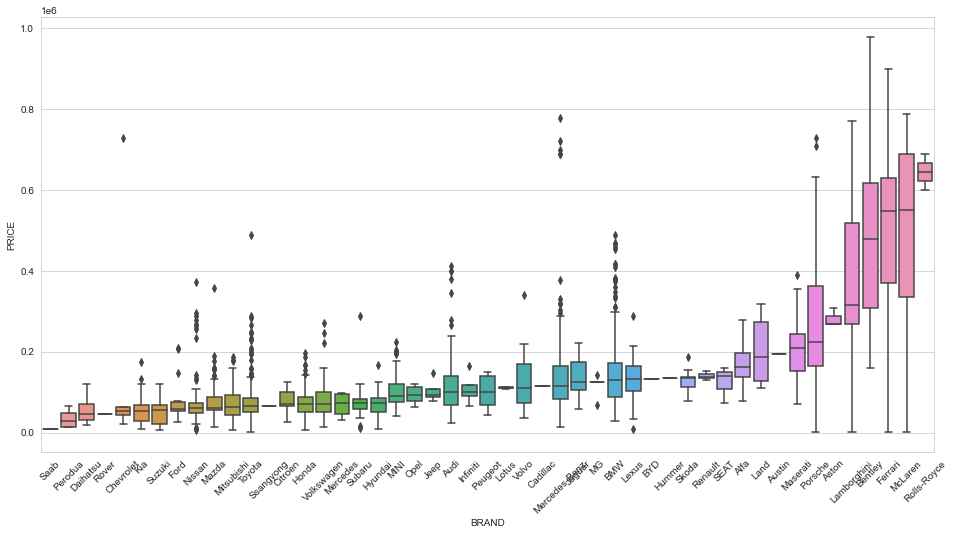 1e6
1.0
0.8
0.6
0.4
0.2
0.0
PRICE
Saab
Perodua
Daihatsu
Rover
Chevrolet
Kia
Suzuki
Ford
Nissan
Mazda
Mitsubishi
Toyota
Ssangyong
Citroen
Honda
Volkswagen
Mercedes
Subaru
Hyundai
MINI
Opel
Jeep
Audi
Infiniti
Peugeot
Lotus
Volvo
Cadillac
MG
BMW
Lexus
BYD
Hummer
Skoda
Renault
SEAT
Alfa
Land
Austin
Maserati
Porsche
Aston
Lamborghini
Bentley
Ferrari
McLaren
Rolls-Royce
BRAND